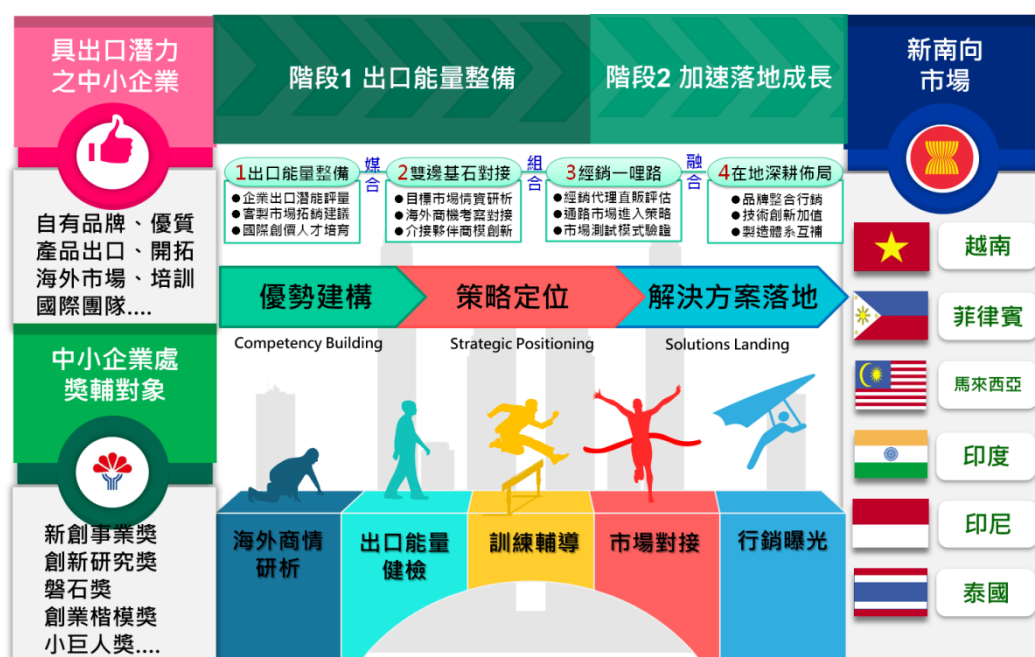 具出口潛力
之中小企業
自有品牌、優質
產品出口、開拓
海外市場、培訓
國際團隊....
中小企業處
獎輔對象
新創事業獎
創新研究獎
磐石獎
創業楷模獎
小巨人獎....
階段1 出口能量整備
階段2 加速落地成長
1出口能量整備
●企業出口潛能評量
●客製市場拓銷建議
●國際創價人才培育
媒合
2雙邊基石對接
●目標市場情資研析
●海外商機考察對接
●介接夥伴商模創新
組合
3經銷一哩路
●經銷代理直販評估
●通路市場進入策略
●市場測試模式驗證
融合
4在地深耕佈局
●品牌整合行銷
●技術創新加值
●製造體系互補
優勢建構
策略定位
解決方案落地
Competency Building
Strategic Positioning
Solutions Landing
海外商情
研析
出口能量
健檢
訓練輔導
市場對接
行銷曝光
新南向
市場
越南
菲律賓
馬來西亞
印度
印尼
泰國